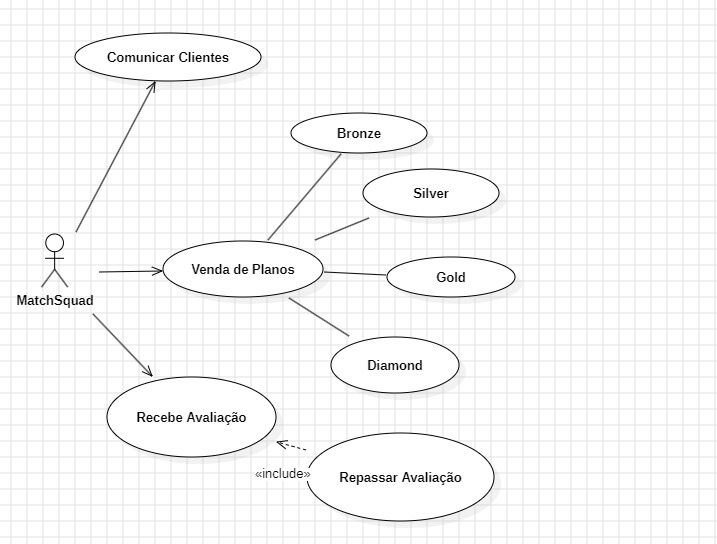 Comunicar Clientes
Bronze
Silver
Venda de Planos
Gold
MatchSquad
Diamond
Recebe Avaliação
«include»
Repassar Avaliação